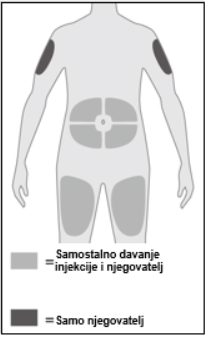 = Samostalno davanje
injekcije i njegovatelj
= Samo njegovatelj